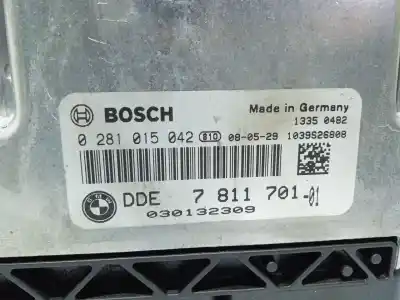 BOSCH
Made in Germany
1335 0482
0 281 015 042 810 08-05-29 1039S26808
DDE 7 811 701-01
030132309